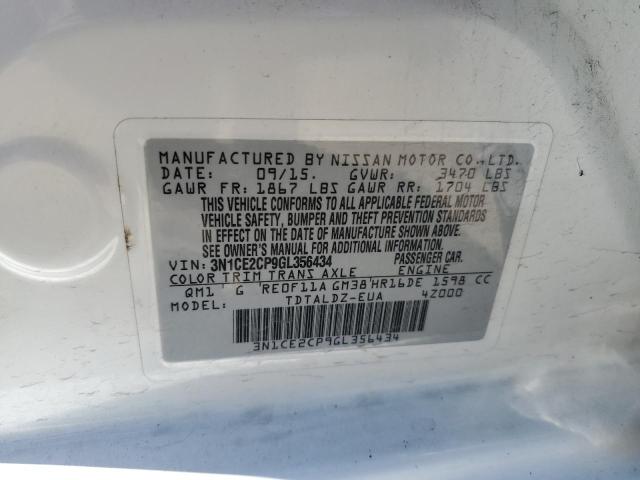 MANUFACTURED BY NISSAN MOTOR CO.,LTD.
DATE: 09/15. GVWR: 3470 LBS
GAWR FR: 1867 LBS GAWR RR: 1704 LBS
THIS VEHICLE CONFORMS TO ALL APPLICABLE FEDERAL MOTOR
VEHICLE SAFETY, BUMPER AND THEFT PREVENTION STANDARDS
IN EFFECT ON THE DATE OF MANUFACTURE SHOWN ABOVE.
SEE OWNER'S MANUAL FOR ADDITIONAL INFORMATION.
VIN: 3N1CE2CP9GL356434 PASSENGER CAR.
COLOR TRIM TRANS AXLE ENGINE
QM1 G RE0F11A GM38 HR16DE 1598 CC
MODEL: TDTALDZ-EUA 4Z000
3N1CE2CP9GL356434